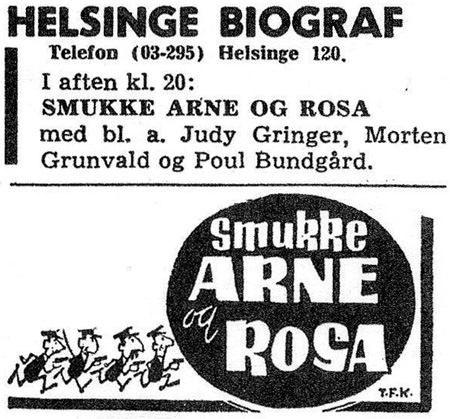 HELSINGE BIOGRAF
Telefon (03-295) Helsinge 120.
I aften kl. 20:
SMUKKE ARNE OG ROSA
med bl. a. Judy Gringer, Morten
Grunvald og Poul Bundgård.
Smukke
ARNE
og
ROSA
T.F.K.